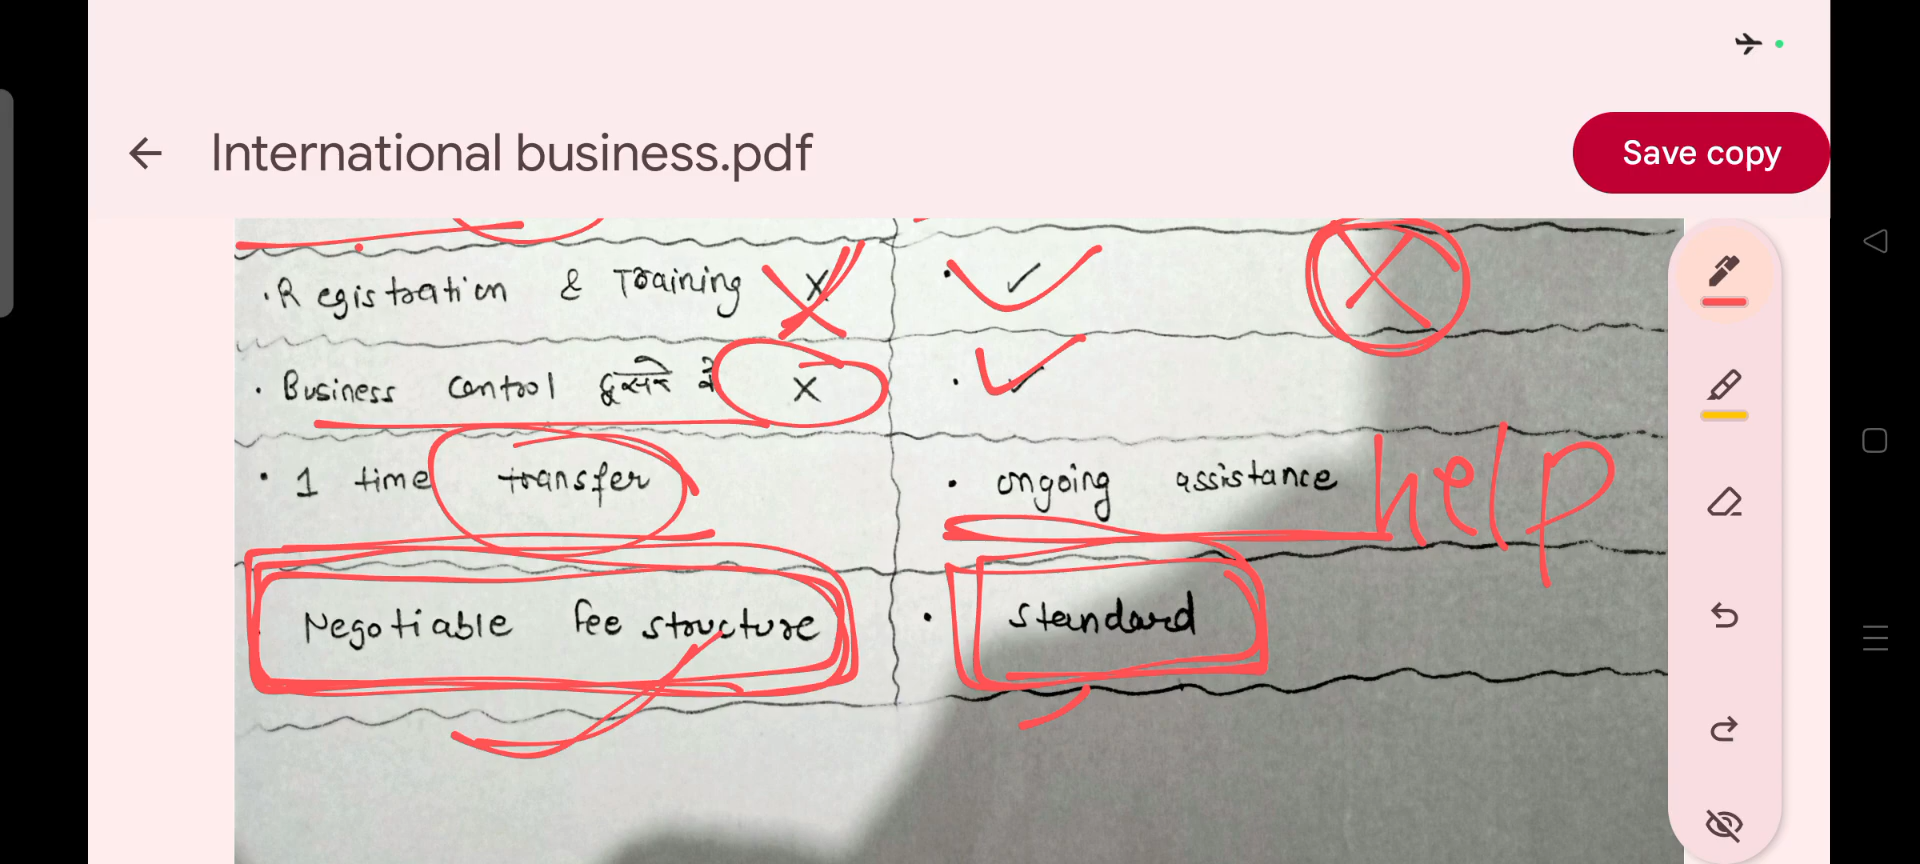 International business.pdf
Save copy
· Registration & Training X · ✓
· Business control दूसरे के X · ✓
· 1 time transfer · ongoing assistance help
· Negotiable fee structure · Standard